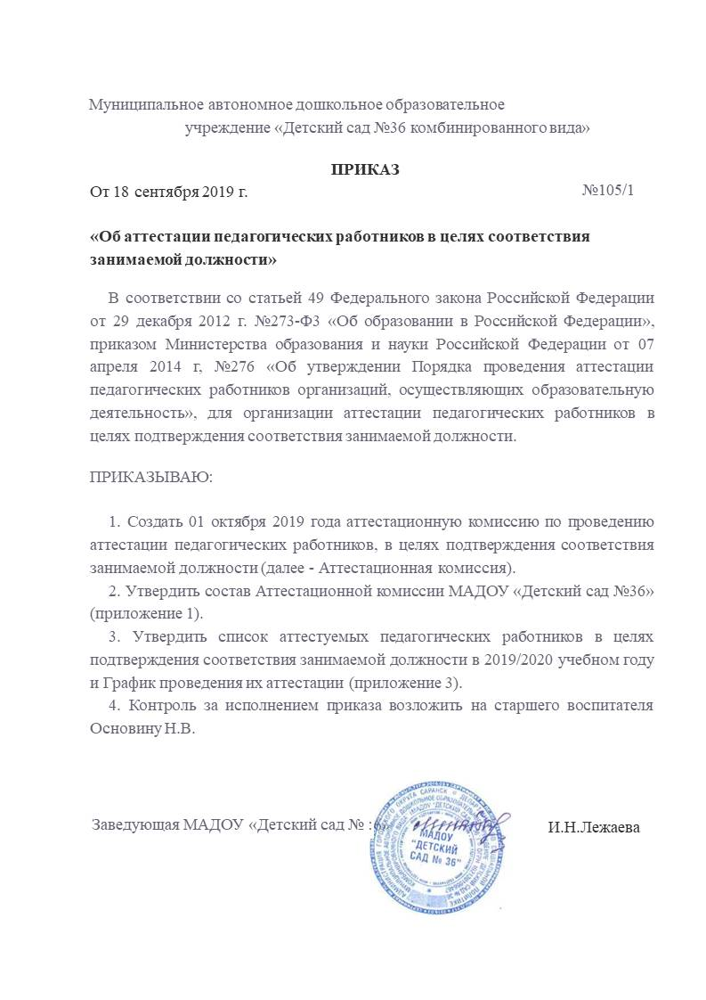 Муниципальное автономное дошкольное образовательное
учреждение «Детский сад №36 комбинированного вида»
ПРИКАЗ
От 18 сентября 2019 г. №105/1
«Об аттестации педагогических работников в целях соответствия
занимаемой должности»
В соответствии со статьей 49 Федерального закона Российской Федерации
от 29 декабря 2012 г. №273-ФЗ «Об образовании в Российской Федерации»,
приказом Министерства образования и науки Российской Федерации от 07
апреля 2014 г, №276 «Об утверждении Порядка проведения аттестации
педагогических работников организаций, осуществляющих образовательную
деятельность», для организации аттестации педагогических работников в
целях подтверждения соответствия занимаемой должности.
ПРИКАЗЫВАЮ:
1. Создать 01 октября 2019 года аттестационную комиссию по проведению
аттестации педагогических работников, в целях подтверждения соответствия
занимаемой должности (далее - Аттестационная комиссия).
2. Утвердить состав Аттестационной комиссии МАДОУ «Детский сад №36»
(приложение 1).
3. Утвердить список аттестуемых педагогических работников в целях
подтверждения соответствия занимаемой должности в 2019/2020 учебном году
и График проведения их аттестации (приложение 3).
4. Контроль за исполнением приказа возложить на старшего воспитателя
Основину Н.В.
Заведующая МАДОУ «Детский сад № : И.Н.Лежаева
МАДОУ
"ДЕТСКИЙ
САД № 36"